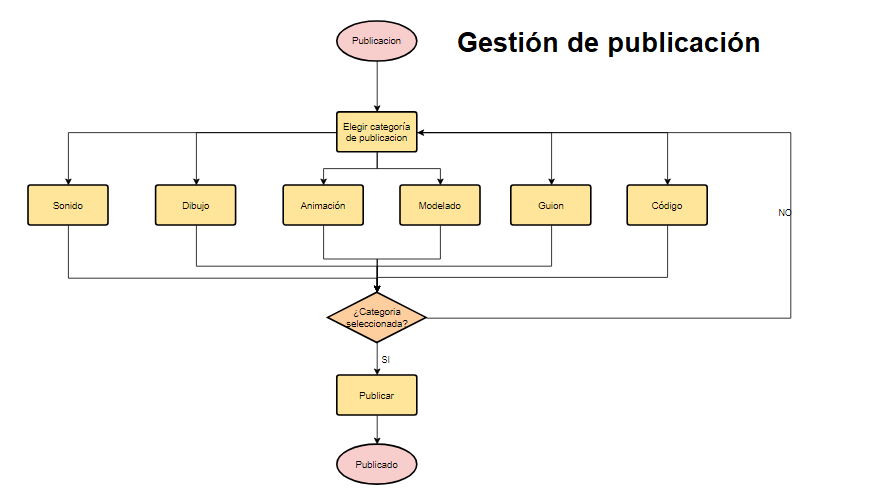 Publicacion
Gestión de publicación
Elegir categoría
de publicacion
Sonido
Dibujo
Animación
Modelado
Guion
Código
NO
¿Categoria
seleccionada?
SI
Publicar
Publicado